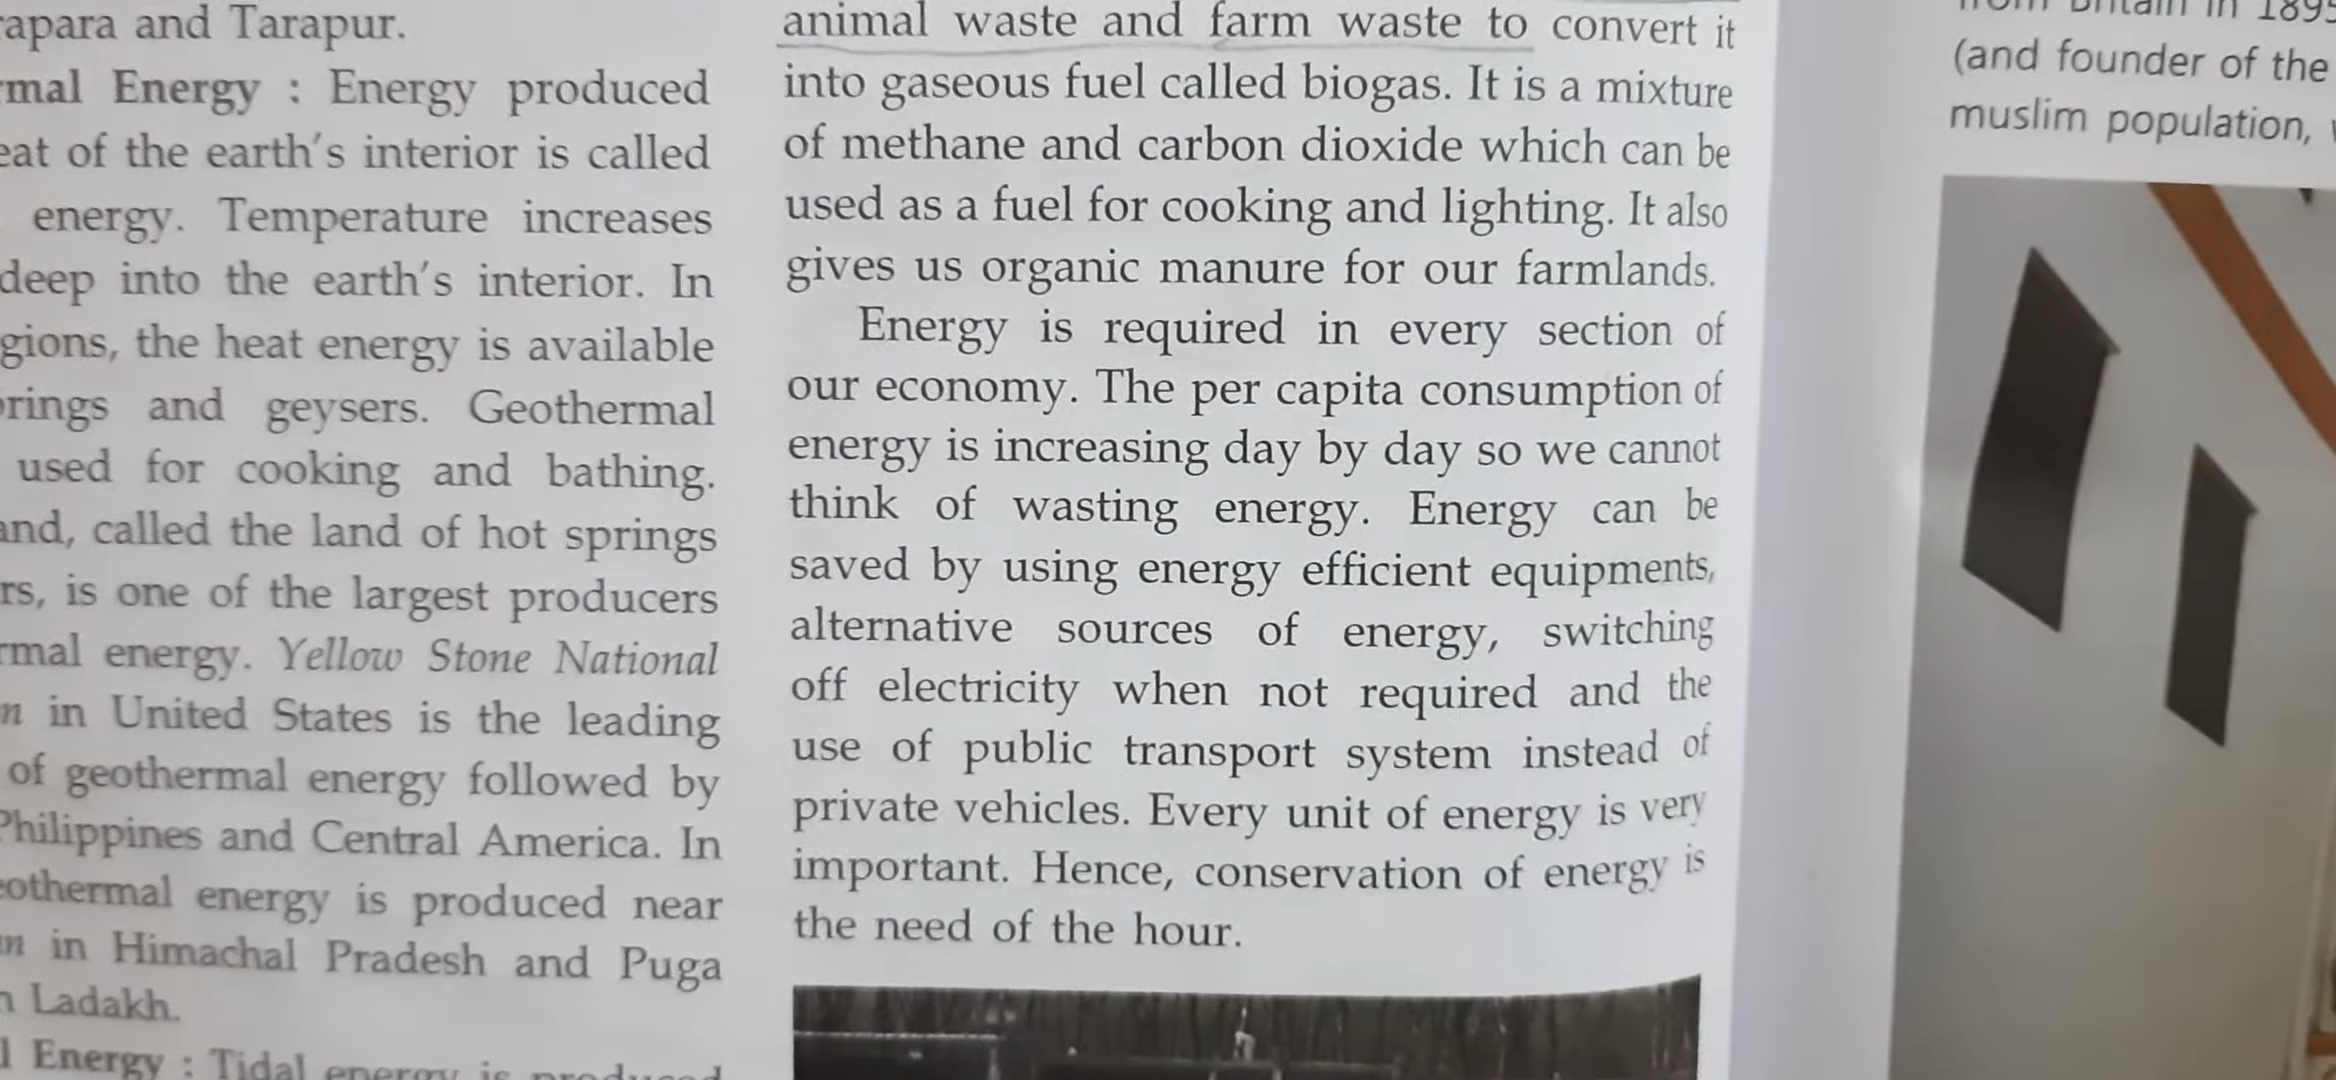 and Tarapur.
Energy : Energy produced
of the earth's interior is called
energy. Temperature increases
deep into the earth's interior. In
the heat energy is available
and geysers. Geothermal
used for cooking and bathing.
called the land of hot springs
is one of the largest producers
energy. Yellow Stone National
in United States is the leading
of geothermal energy followed by
Philippines and Central America. In
energy is produced near
in Himachal Pradesh and Puga
Ladakh.
Energy : Tidal energy is produced
animal waste and farm waste to convert it
into gaseous fuel called biogas. It is a mixture
of methane and carbon dioxide which can be
used as a fuel for cooking and lighting. It also
gives us organic manure for our farmlands.
Energy is required in every section of
our economy. The per capita consumption of
energy is increasing day by day so we cannot
think of wasting energy. Energy can be
saved by using energy efficient equipments,
alternative sources of energy, switching
off electricity when not required and the
use of public transport system instead of
private vehicles. Every unit of energy is very
important. Hence, conservation of energy is
the need of the hour.
from Britain in 1895
(and founder of the
muslim population,